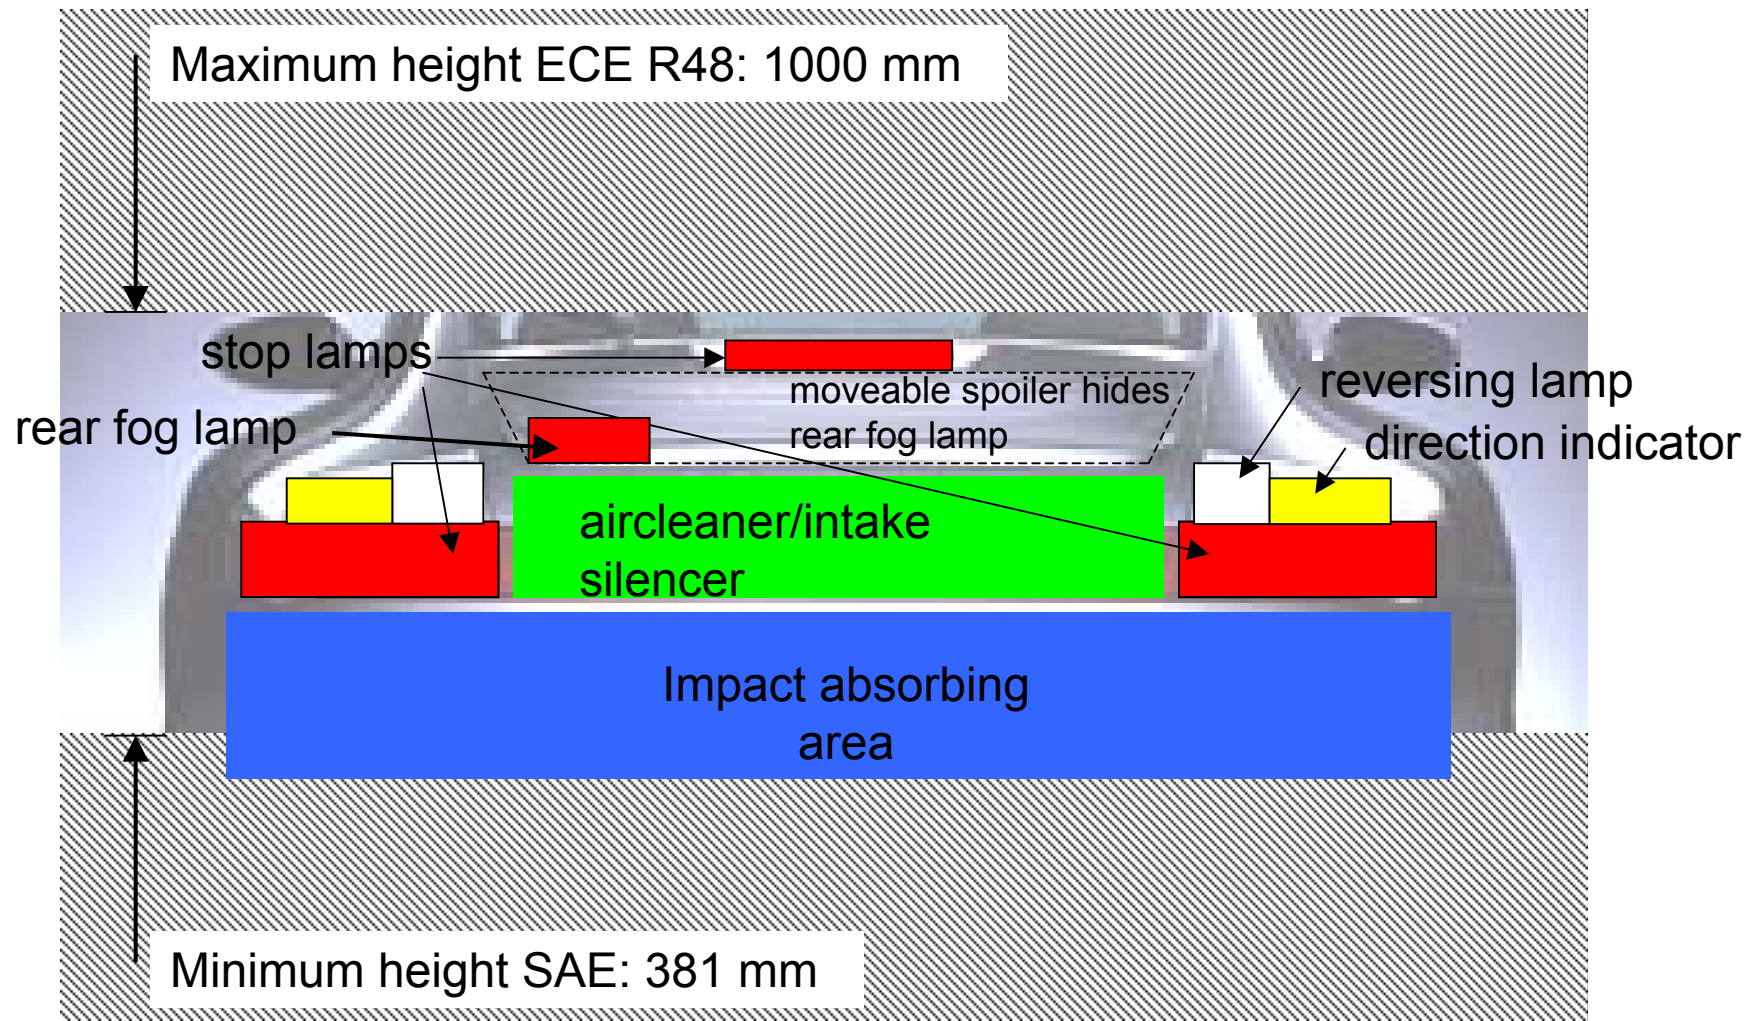 Maximum height ECE R48: 1000 mm
stop lamps
moveable spoiler hides
rear fog lamp
reversing lamp
rear fog lamp
direction indicator
aircleaner/intake
silencer
Impact absorbing
area
Minimum height SAE: 381 mm